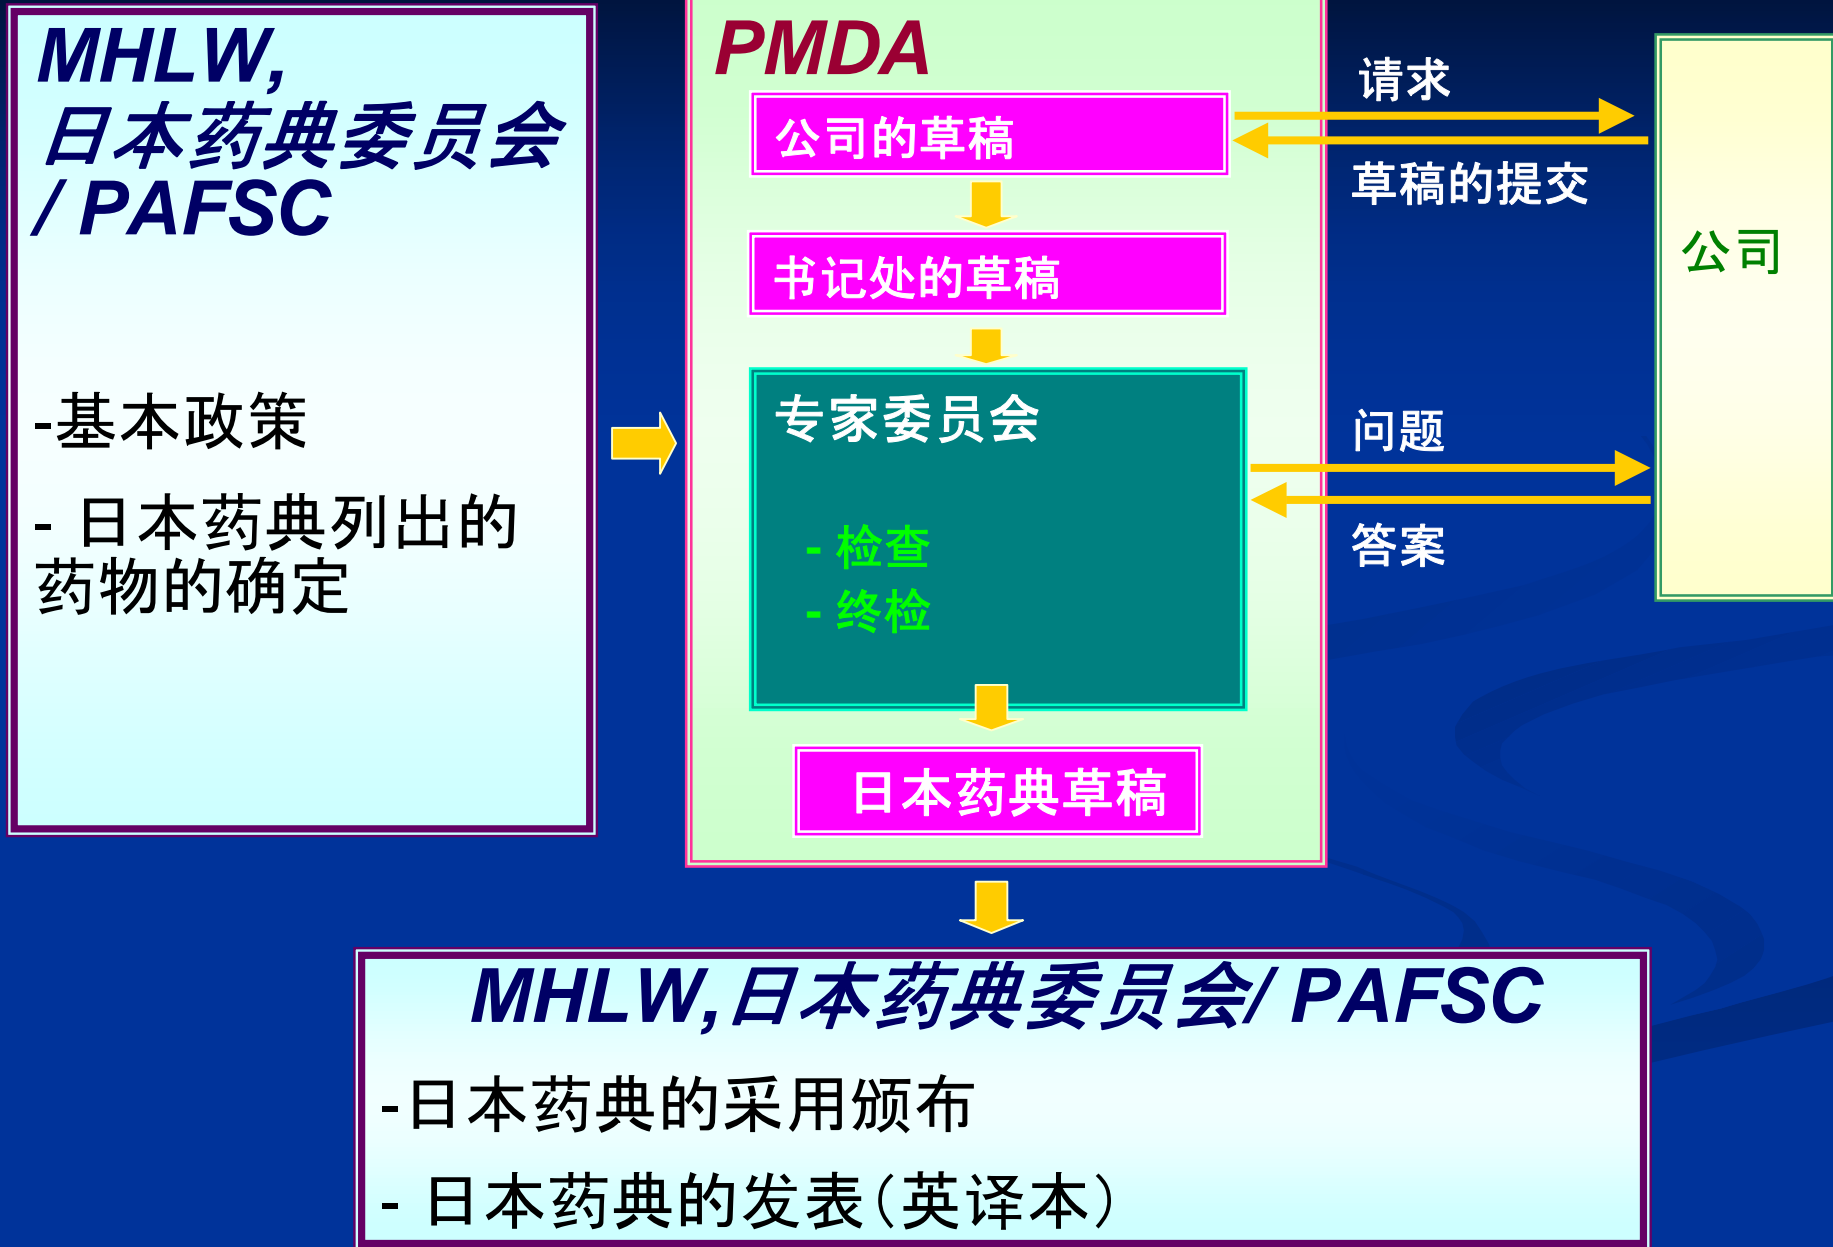 MHLW,
日本药典委员会
/ PAFSC
-基本政策
- 日本药典列出的
药物的确定
PMDA
公司的草稿
书记处的草稿
专家委员会
- 检查
- 终检
日本药典草稿
请求
草稿的提交
问题
答案
公司
MHLW,日本药典委员会/ PAFSC
-日本药典的采用颁布
- 日本药典的发表(英译本)